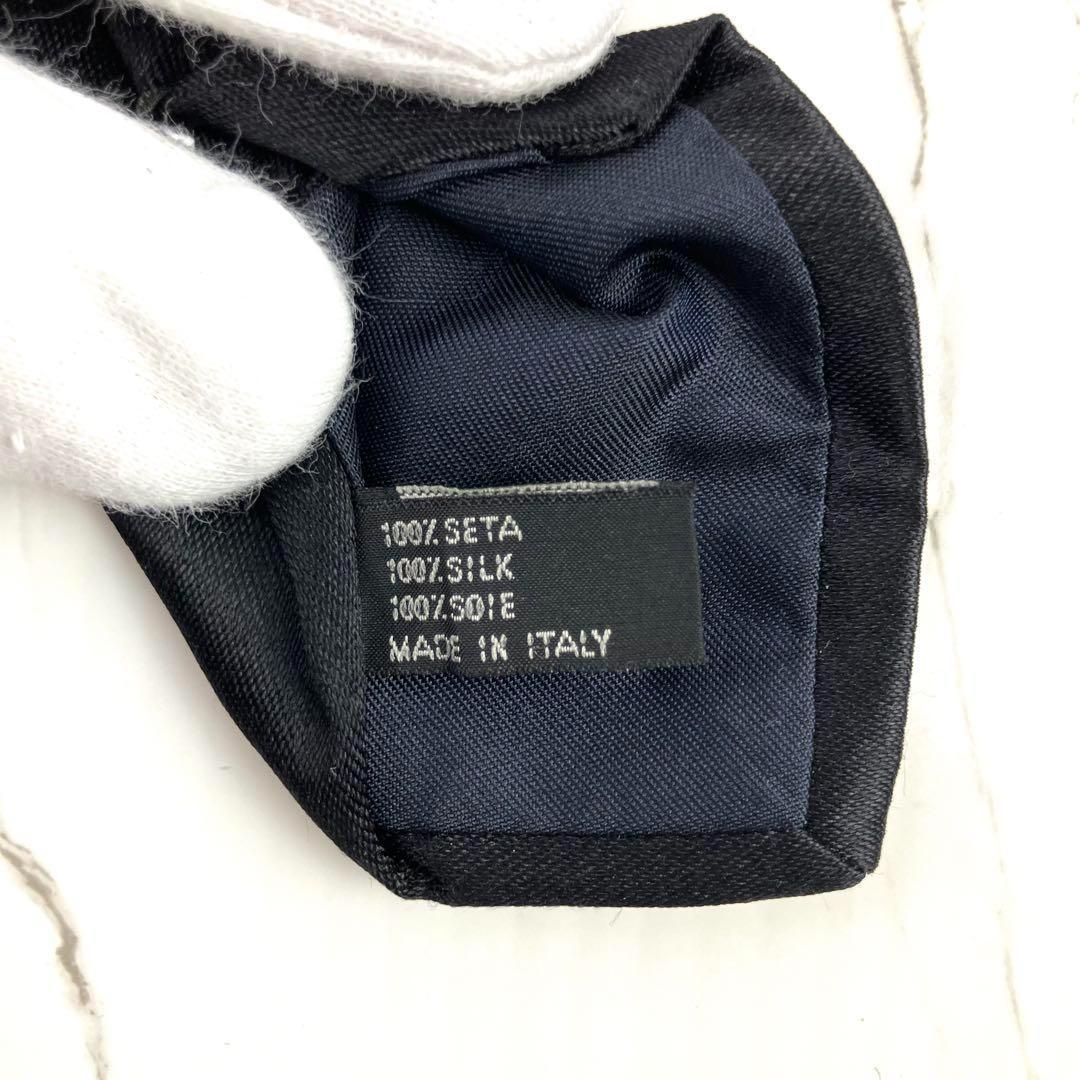 100% SETA
100% SILK
100% SOIE
MADE IN ITALY